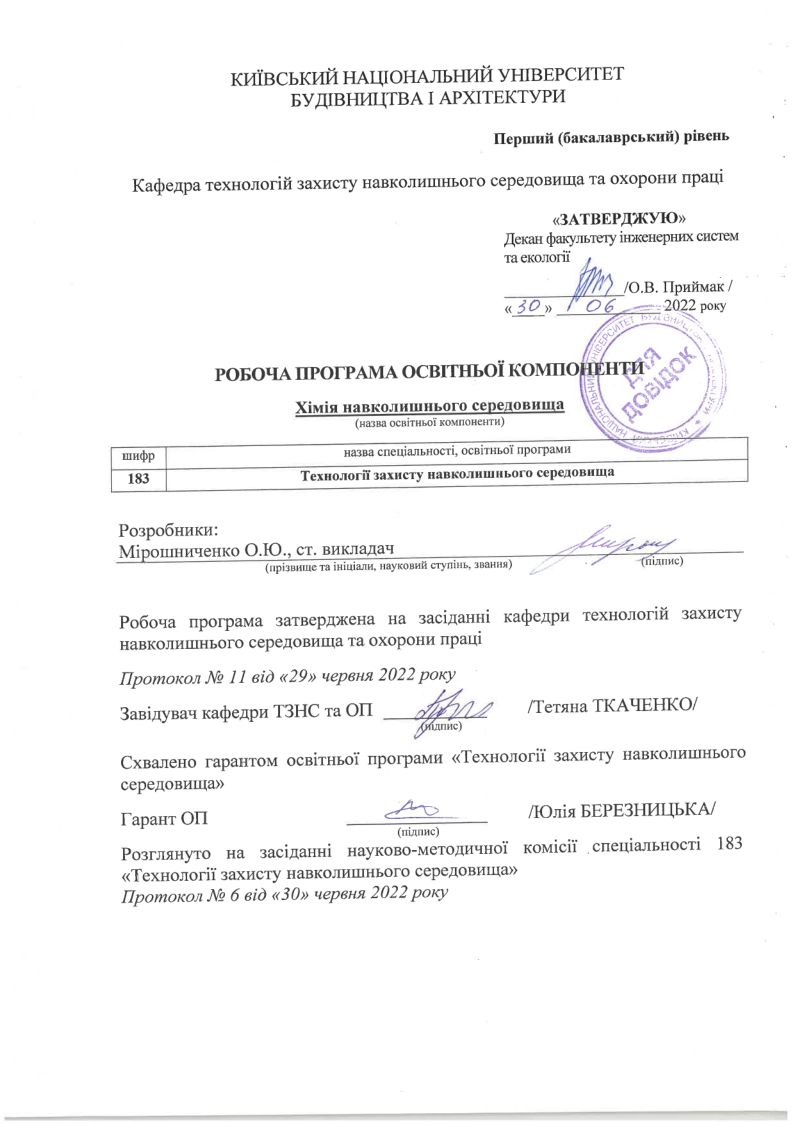 КИЇВСЬКИЙ НАЦІОНАЛЬНИЙ УНІВЕРСИТЕТ
БУДІВНИЦТВА І АРХІТЕКТУРИ
Перший (бакалаврський) рівень
Кафедра технологій захисту навколишнього середовища та охорони праці
«ЗАТВЕРДЖУЮ»
Декан факультету інженерних систем
та екології
/О.В. Приймак /
«30» 06 2022 року
РОБОЧА ПРОГРАМА ОСВІТНЬОЇ КОМПОНЕНТИ
ДЛЯ
ДОВІДОК
Хімія навколишнього середовища
(назва освітньої компоненти)
шифр назва спеціальності, освітньої програми
183 Технології захисту навколишнього середовища
Розробники:
Мірошниченко О.Ю., ст. викладач
(прізвище та ініціали, науковий ступінь, звання) (підпис)
Робоча програма затверджена на засіданні кафедри технологій захисту
навколишнього середовища та охорони праці
Протокол № 11 від «29» червня 2022 року
Завідувач кафедри ТЗНС та ОП /Тетяна ТКАЧЕНКО/
(підпис)
Схвалено гарантом освітньої програми «Технології захисту навколишнього
середовища»
Гарант ОП /Юлія БЕРЕЗНИЦЬКА/
(підпис)
Розглянуто на засіданні науково-методичної комісії спеціальності 183
«Технології захисту навколишнього середовища»
Протокол № 6 від «30» червня 2022 року